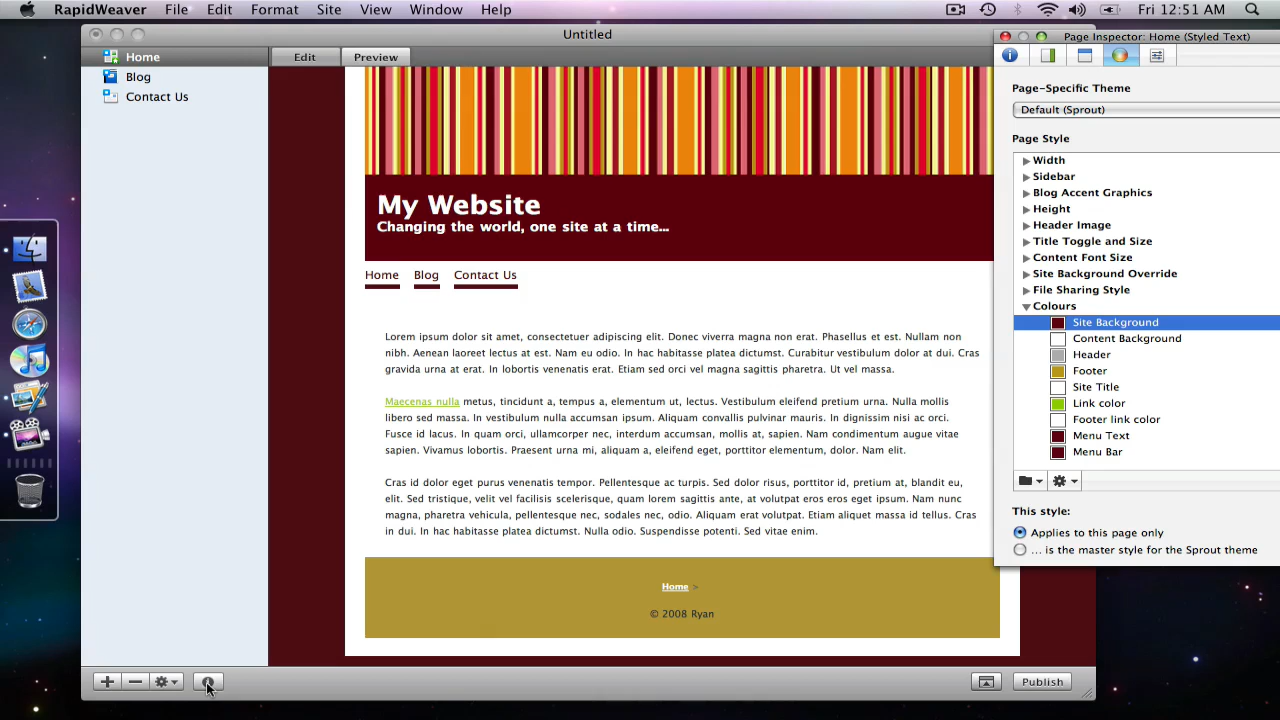 RapidWeaver File Edit Format Site View Window Help Fri 12:51 AM
Untitled
Page Inspector: Home (Styled Text)
Home
Blog
Contact Us
Edit Preview
My Website
Changing the world, one site at a time...
Home Blog Contact Us
Lorem ipsum dolor sit amet, consectetuer adipiscing elit. Donec viverra magna non erat. Phasellus et est. Nullam non
nibh. Aenean laoreet lectus at est. Nam eu odio. In hac habitasse platea dictumst. Curabitur vestibulum dolor at dui. Cras
gravida urna at erat. In lobortis venenatis erat. Etiam sed orci vel magna sagittis pharetra. Ut vel massa.
Maecenas nulla metus, tincidunt a, tempus a, elementum ut, lectus. Vestibulum eleifend pretium urna. Nulla mollis
libero sed massa. In vestibulum nulla accumsan ipsum. Aliquam convallis pulvinar mauris. In dignissim nisi ac orci.
Fusce id lacus. In quam orci, ullamcorper nec, interdum accumsan, mollis at, sapien. Nam condimentum augue vitae
sapien. Vivamus lobortis. Praesent urna mi, aliquam a, eleifend eget, porttitor elementum, dolor. Nam elit.
Cras id dolor eget purus venenatis tempor. Pellentesque ac turpis. Sed dolor risus, porttitor id, pretium at, blandit eu,
elit. Sed tristique, velit vel facilisis scelerisque, quam lorem sagittis ante, at volutpat eros eros eget ipsum. Nam nunc
magna, pharetra vehicula, pellentesque nec, sodales nec, odio. Aliquam erat volutpat. Etiam aliquet massa id tellus. Cras
in dui. In hac habitasse platea dictumst. Nulla odio. Suspendisse potenti. Sed vitae enim.
Home >
© 2008 Ryan
Publish
Page-Specific Theme
Default (Sprout)
Page Style
Width
Sidebar
Blog Accent Graphics
Height
Header Image
Title Toggle and Size
Content Font Size
Site Background Override
File Sharing Style
Colours
Site Background
Content Background
Header
Footer
Site Title
Link color
Footer link color
Menu Text
Menu Bar
This style:
Applies to this page only
... is the master style for the Sprout theme